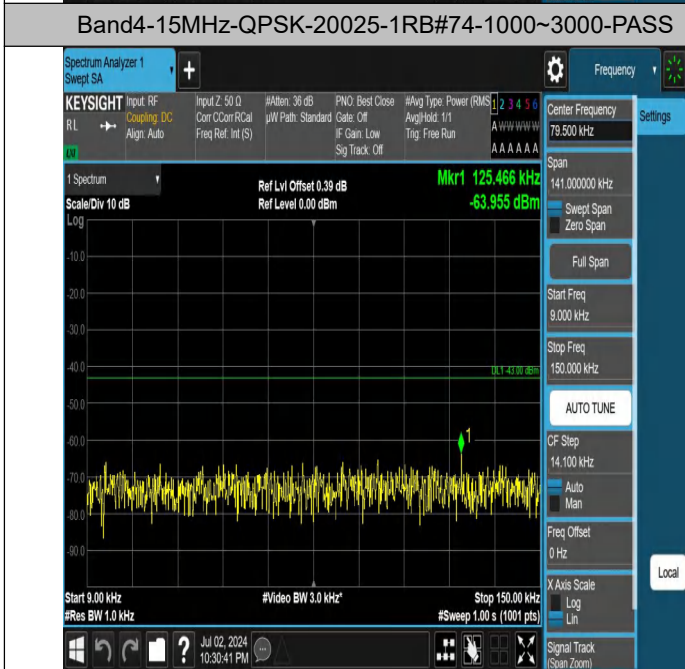 Band4-15MHz-QPSK-20025-1RB#74-1000~3000-PASS
Spectrum Analyzer 1
Swept SA
+
Frequency
KEYSIGHT
RL
Input: RF
Coupling: DC
Align: Auto
Input Z: 50 Ω
Corr CCorr RCal
Freq Ref: Int (S)
#Atten: 36 dB
µW Path: Standard
PNO: Best Close
Gate: Off
IF Gain: Low
Sig Track: Off
#Avg Type: Power (RMS
Avg|Hold: 1/1
Trig: Free Run
1 2 3 4 5 6
A W W W W W
A A A A A A
Center Frequency
79.500 kHz
Settings
1 Spectrum
Ref Lvl Offset 0.39 dB
Mkr1 125.466 kHz
Scale/Div 10 dB
Ref Level 0.00 dBm
-63.955 dBm
Log
-10.0
-20.0
-30.0
-40.0
DL1 -43.00 dBm
-50.0
-60.0
1
-70.0
-80.0
-90.0
Start 9.00 kHz
#Video BW 3.0 kHz*
Stop 150.00 kHz
#Res BW 1.0 kHz
#Sweep 1.00 s (1001 pts)
Span
141.000000 kHz
Swept Span
Zero Span
Full Span
Start Freq
9.000 kHz
Stop Freq
150.000 kHz
AUTO TUNE
CF Step
14.100 kHz
Auto
Man
Freq Offset
0 Hz
X Axis Scale
Log
Lin
Local
Signal Track
(Span Zoom)
?
Jul 02, 2024
10:30:41 PM